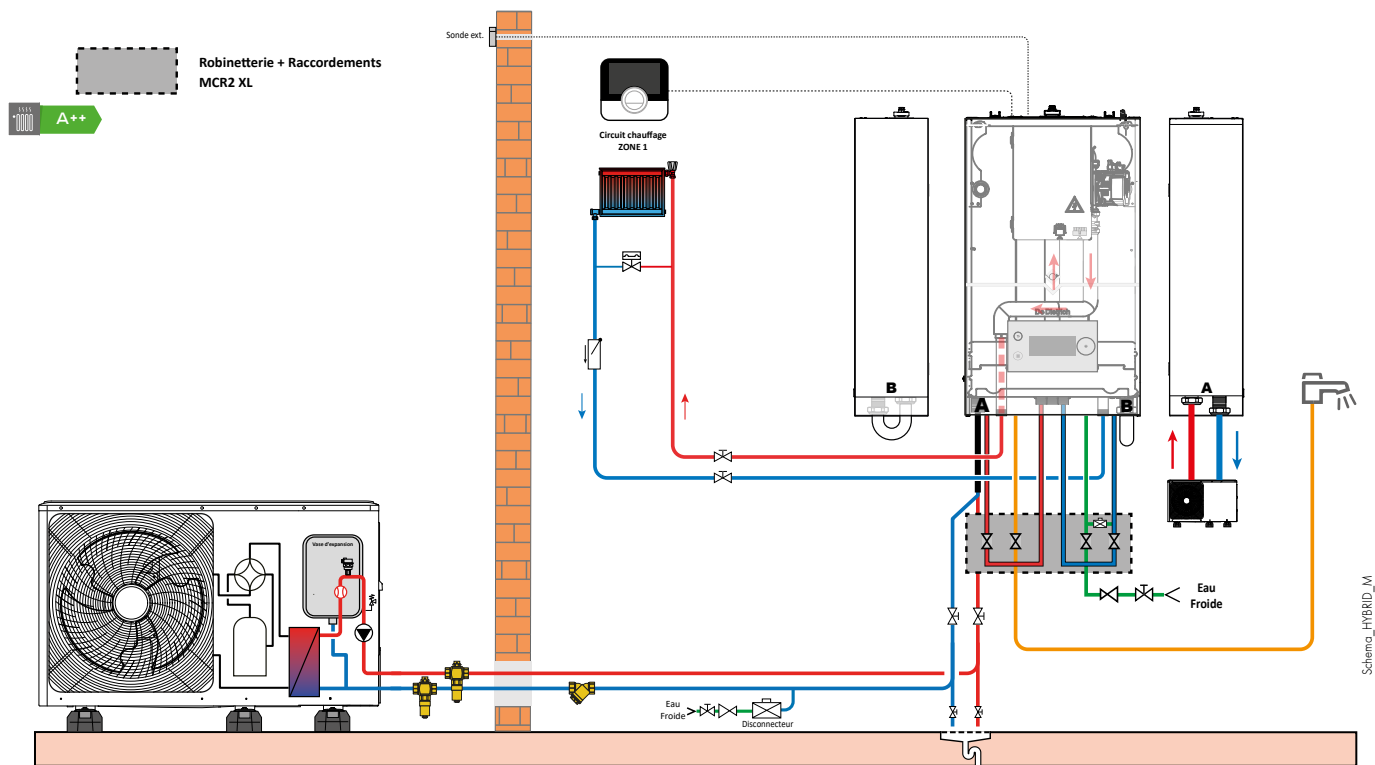 Sonde ext.
Robinetterie + Raccordements
MCR2 XL
A++
Circuit chauffage
ZONE 1
De Dietrich
B
A
B
A
Vase d'expansion
Eau
Froide
Eau
Froide
Disconnecteur
Schema_HYBRID_M